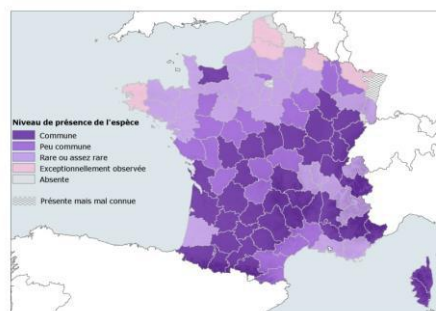 Niveau de présence de l'espèce
Commune
Peu commune
Rare ou assez rare
Exceptionnellement observée
Absente
Présente mais mal connue